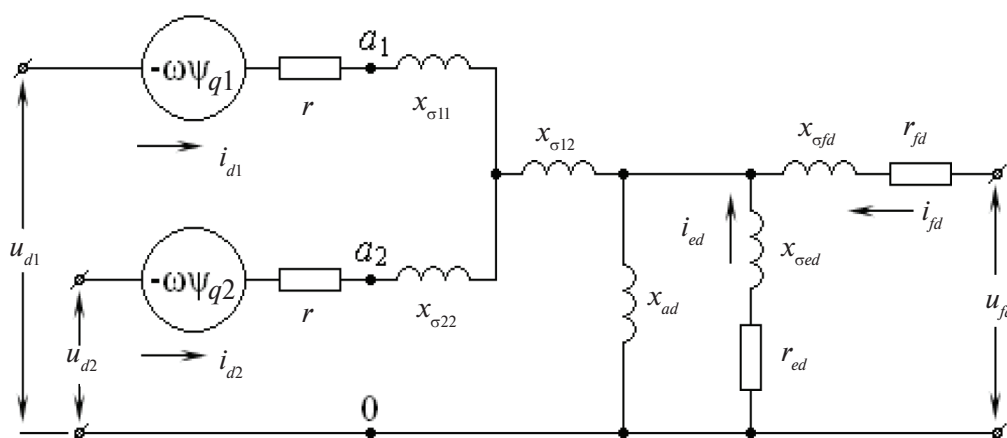 -ωψq1
r
a1
xσ11
id1
xσ12
xσfd
rfd
ifd
ud1
-ωψq2
r
a2
xσ22
id2
ud2
ied
xσed
xad
red
ufd
0